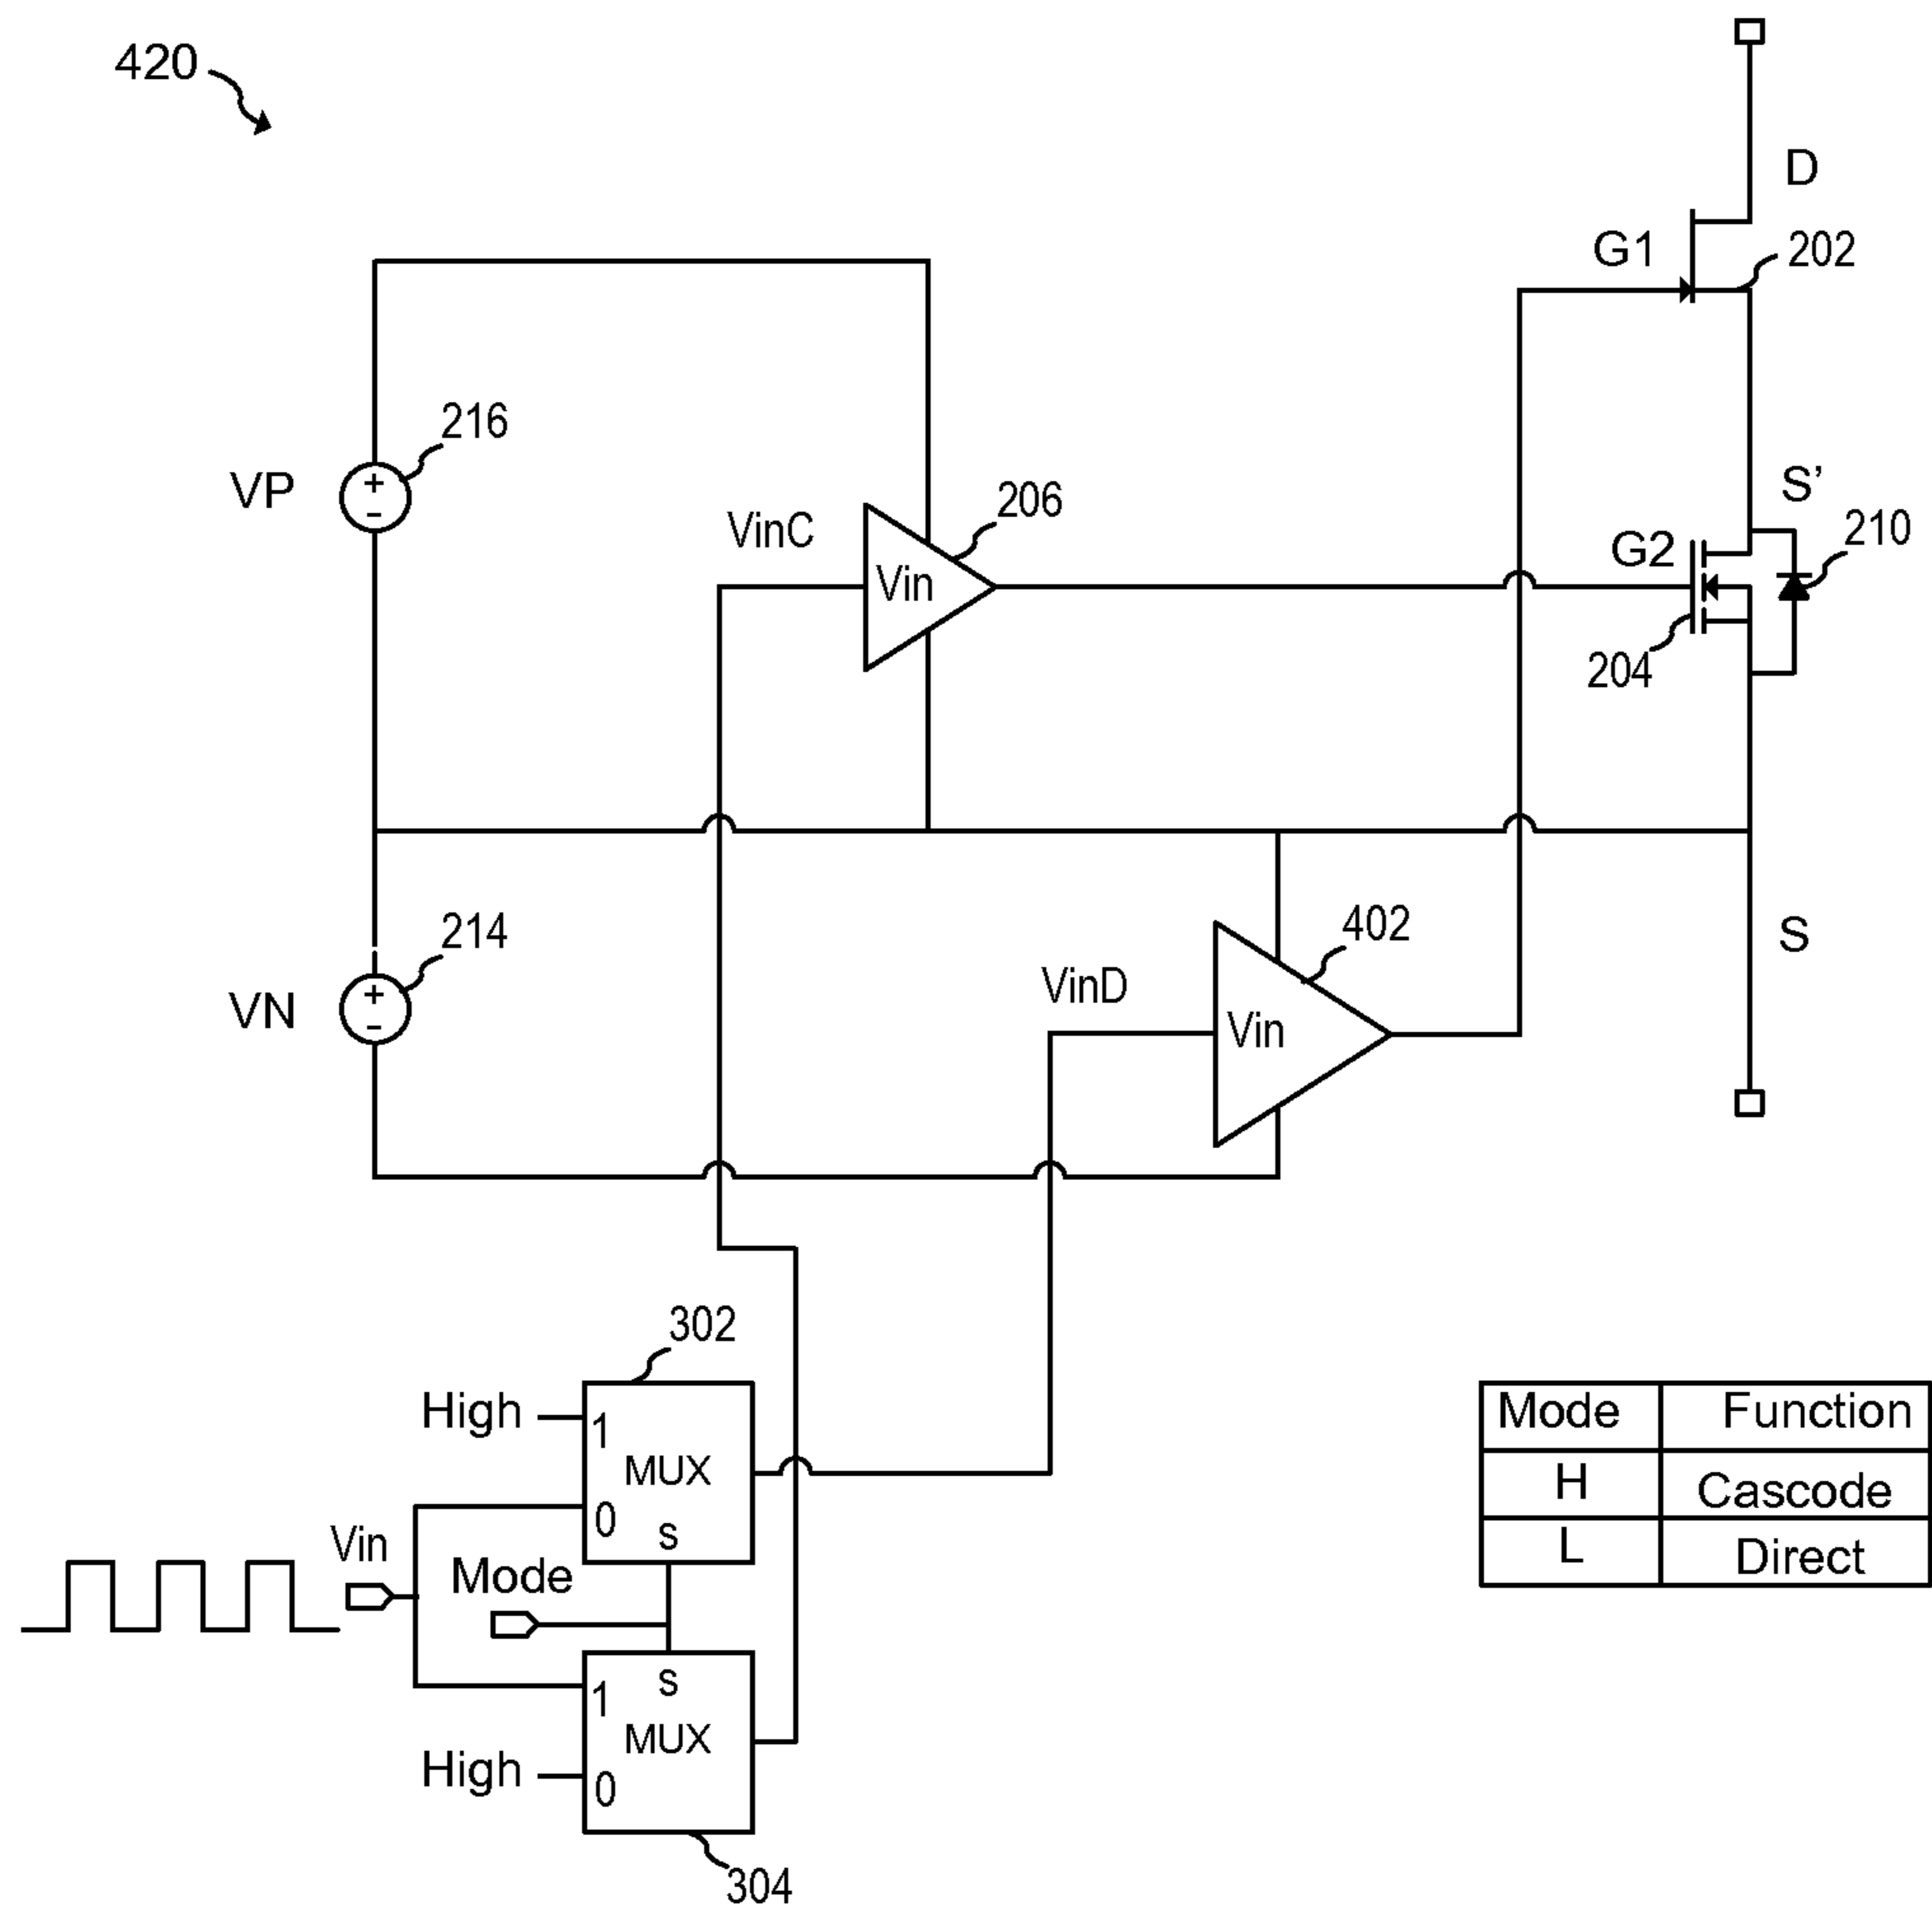 420
D
G1
202
216
VP
+
-
206
VinC
Vin
S'
G2
210
204
214
VN
+
-
402
VinD
Vin
S
302
High
1
MUX
0
s
Vin
Mode
s
1
MUX
High
0
304
Mode Function
H Cascode
L Direct